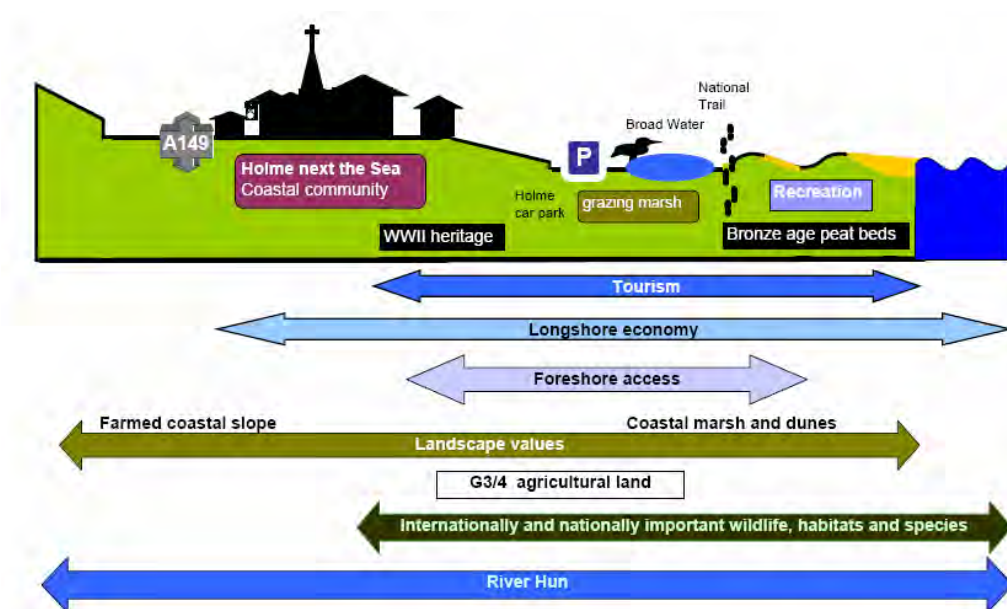 National
Trail
Broad Water
A149
P
Holme next the Sea
Coastal community
Holme
car park
grazing marsh
Recreation
WWII heritage
Bronze age peat beds
Tourism
Longshore economy
Foreshore access
Farmed coastal slope
Coastal marsh and dunes
Landscape values
G3/4 agricultural land
Internationally and nationally important wildlife, habitats and species
River Hun